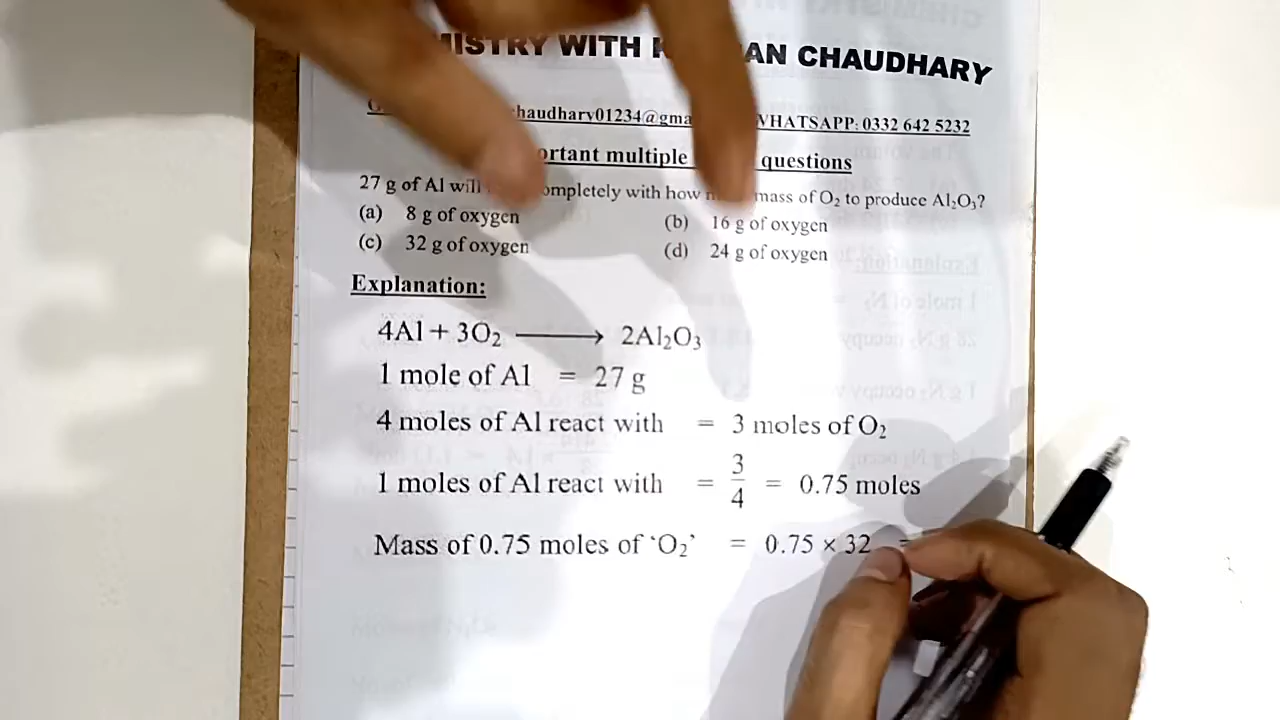 MISTRY WITH AN CHAUDHARY
haudhary01234@gma WHATSAPP: 0332 642 5232
ortant multiple questions
27 g of Al will ompletely with how mass of O₂ to produce Al₂O₃?
(a) 8 g of oxygen (b) 16 g of oxygen
(c) 32 g of oxygen (d) 24 g of oxygen
Explanation:
4Al + 3O₂ ⟶ 2Al₂O₃
1 mole of Al = 27 g
4 moles of Al react with = 3 moles of O₂
1 moles of Al react with = 3/4 = 0.75 moles
Mass of 0.75 moles of ‘O₂’ = 0.75 × 32 =